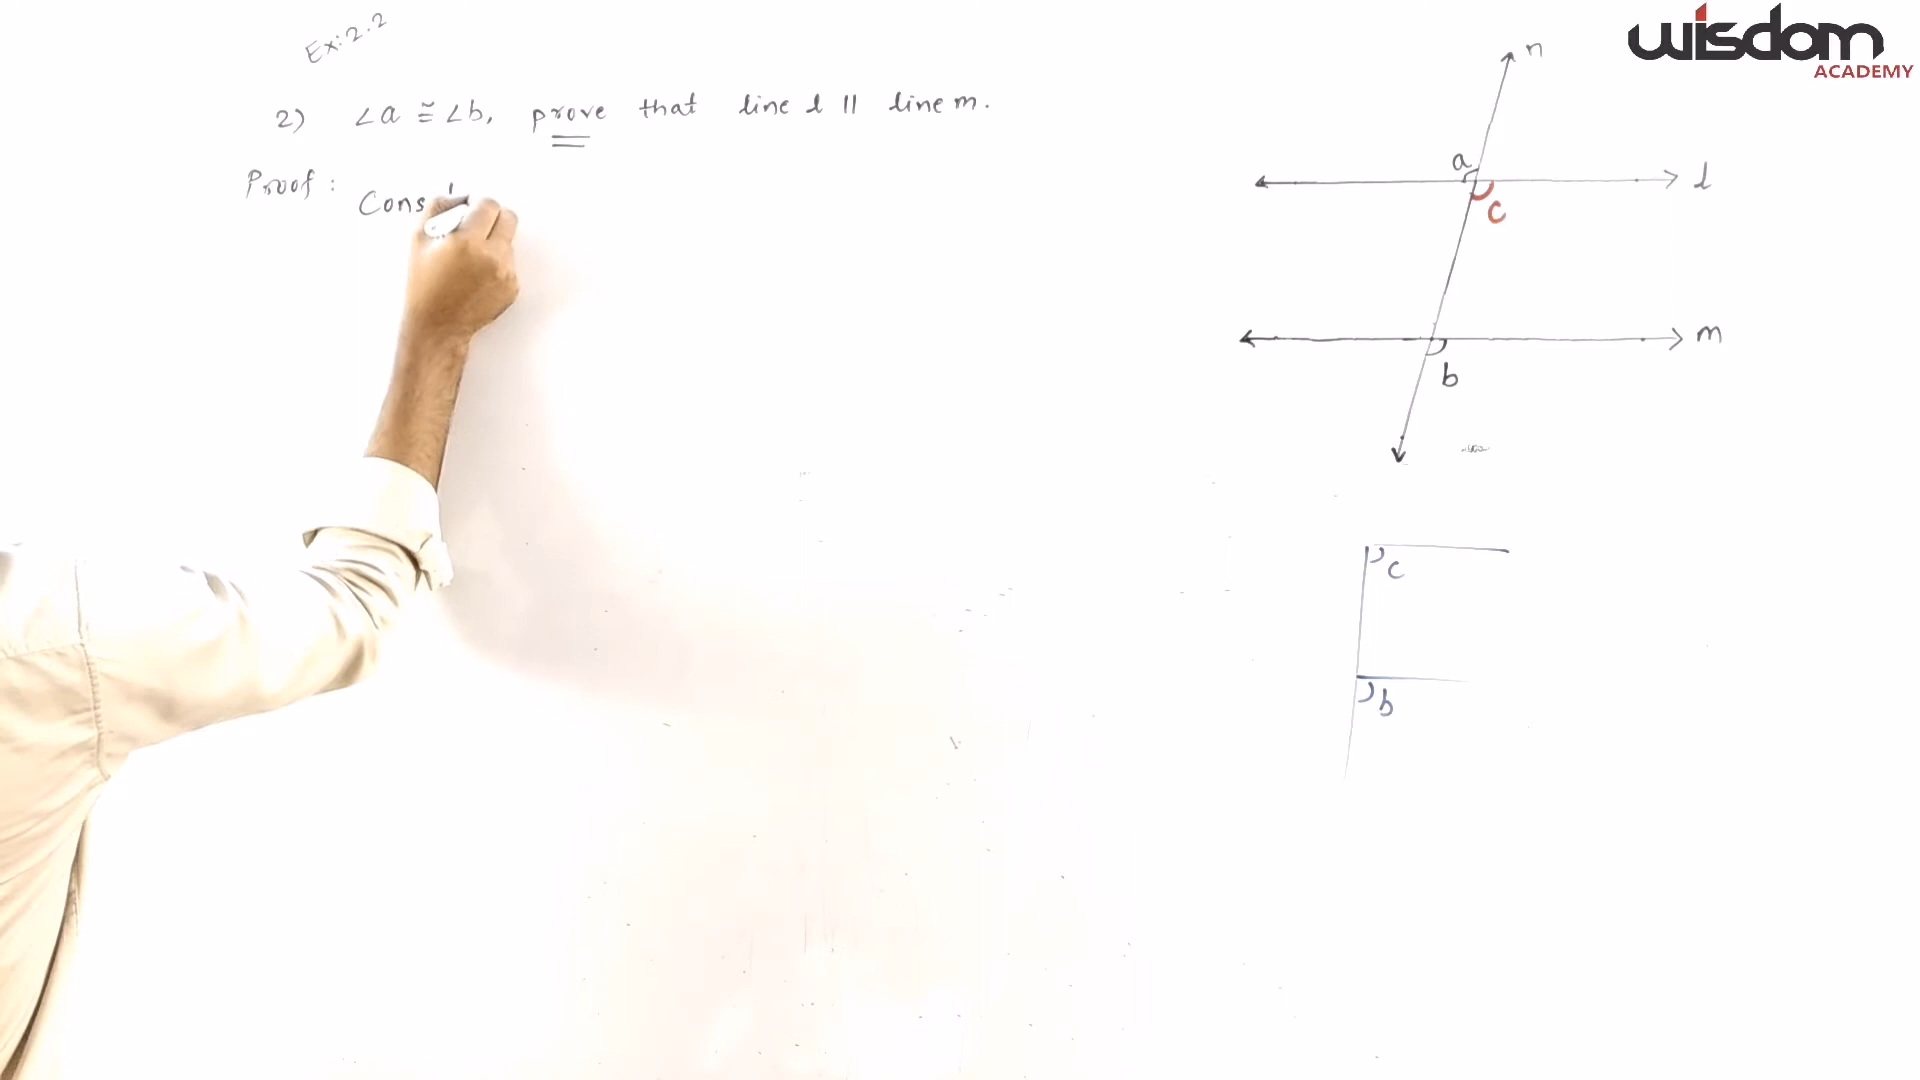 Ex: 2.2
2) ∠a ≅ ∠b, prove that line l || line m.
Proof :
Cons
wisdom
ACADEMY
n
a
l
c
m
b
c
b